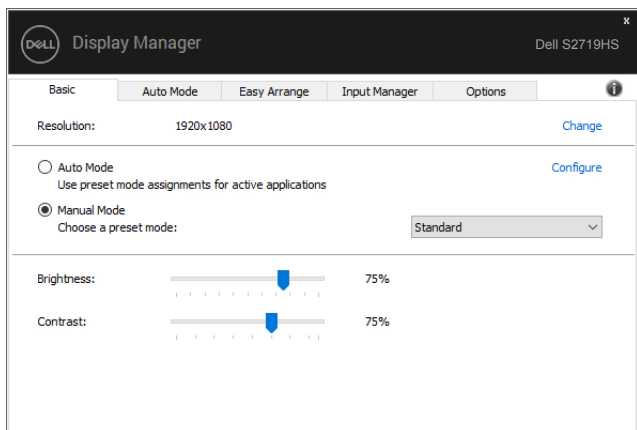 x
DELL Display Manager Dell S2719HS
Basic Auto Mode Easy Arrange Input Manager Options i
Resolution: 1920x1080 Change
Auto Mode Configure
Use preset mode assignments for active applications
Manual Mode
Choose a preset mode: Standard
Brightness: 75%
Contrast: 75%